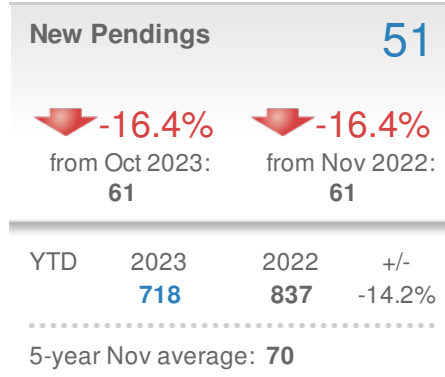 New Pendings 51
-16.4% -16.4%
from Oct 2023: from Nov 2022:
61 61
YTD 2023 2022 +/-
718 837 -14.2%
5-year Nov average: 70